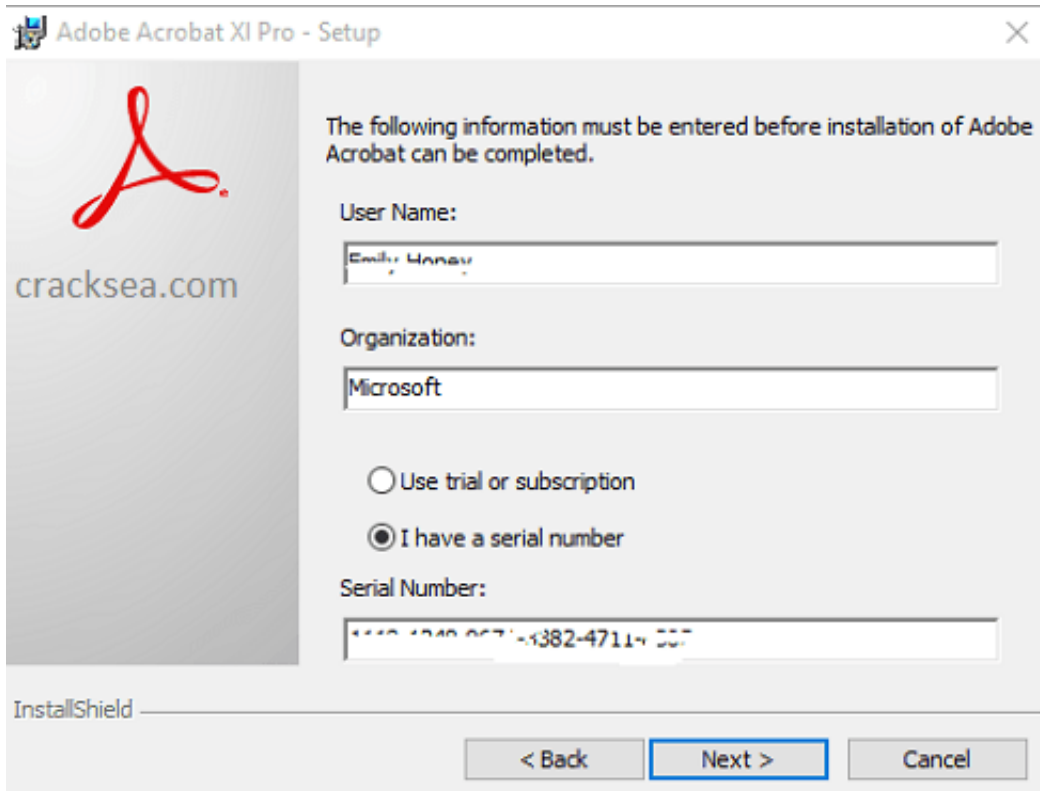 Adobe Acrobat XI Pro - Setup
cracksea.com
The following information must be entered before installation of Adobe
Acrobat can be completed.
User Name:
Organization:
Microsoft
Use trial or subscription
I have a serial number
Serial Number:
InstallShield
< Back
Next >
Cancel